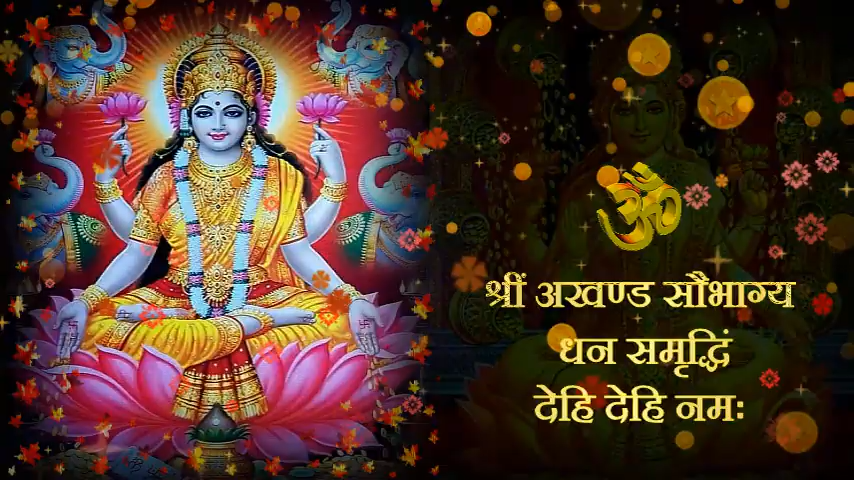 ॐ
श्रीं अखण्ड सौभाग्य
धन समृद्धिं
देहि देहि नमः